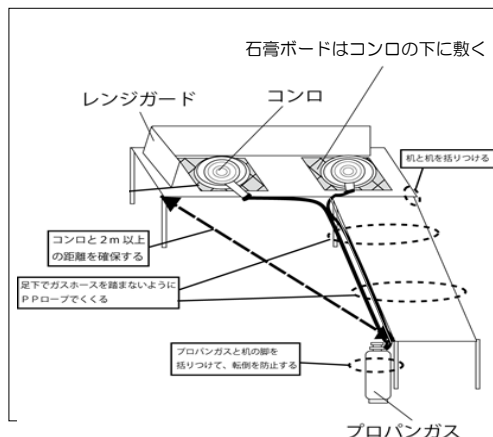 石膏ボードはコンロの下に敷く
レンジガード
コンロ
机と机を括りつける
コンロと2m以上
の距離を確保する
足下でガスホースを踏まないように
PPロープでくくる
プロパンガスと机の脚を
括りつけて、転倒を防止する
プロパンガス